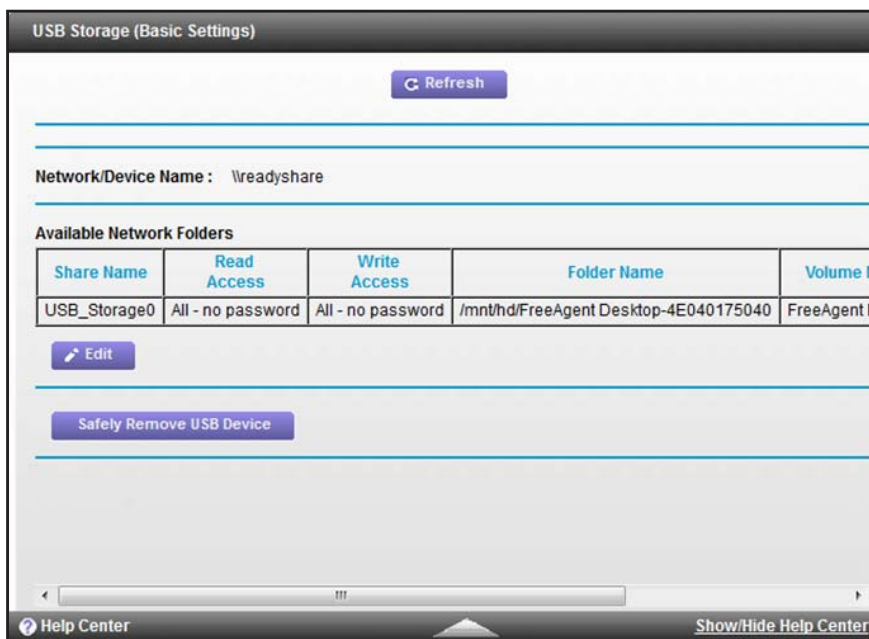 USB Storage (Basic Settings)
Refresh
Network/Device Name : \\readyshare
Available Network Folders
Share Name Read Access Write Access Folder Name Volume
USB_Storage0 All - no password All - no password /mnt/hd/FreeAgent Desktop-4E040175040 FreeAgent
Edit
Safely Remove USB Device
Help Center Show/Hide Help Center